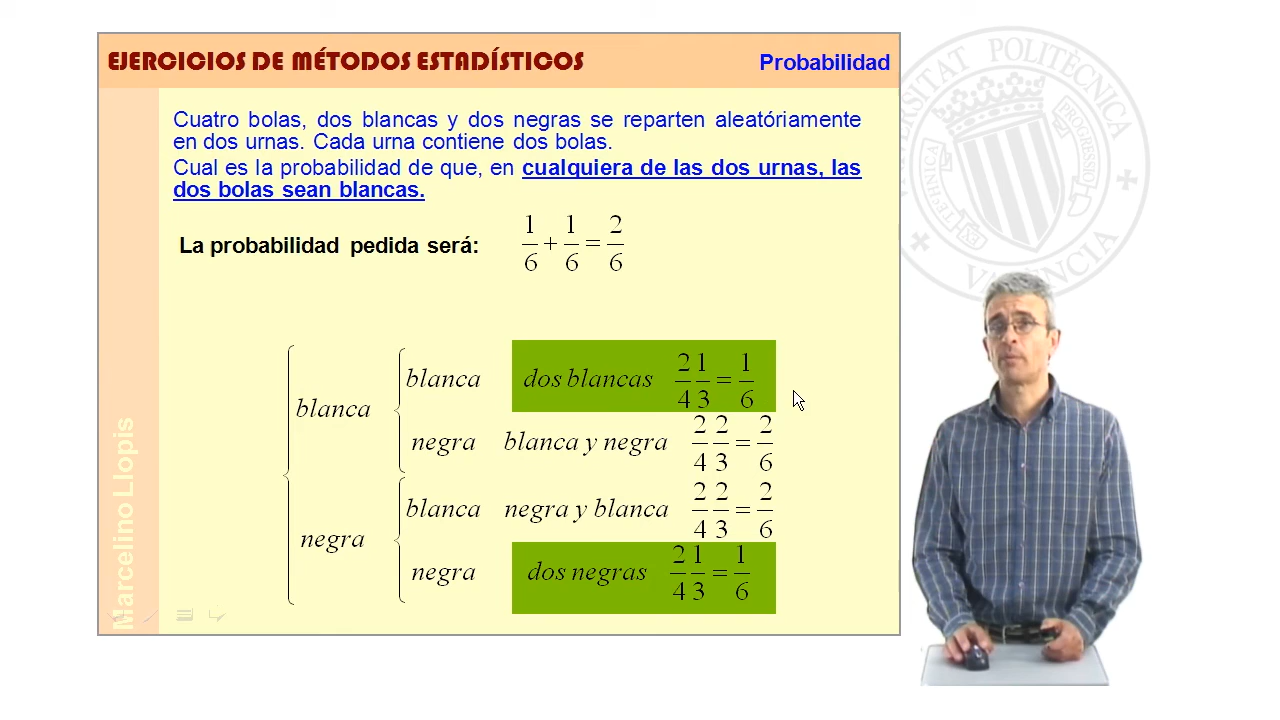 EJERCICIOS DE MÉTODOS ESTADÍSTICOS Probabilidad
Cuatro bolas, dos blancas y dos negras se reparten aleatóriamente
en dos urnas. Cada urna contiene dos bolas.
Cual es la probabilidad de que, en cualquiera de las dos urnas, las
dos bolas sean blancas.
La probabilidad pedida será: 1/6 + 1/6 = 2/6
blanca
blanca dos blancas 2/4 1/3 = 1/6
negra blanca y negra 2/4 2/3 = 2/6
negra
blanca negra y blanca 2/4 2/3 = 2/6
negra dos negras 2/4 1/3 = 1/6
Marcelino Llopis
UNIVERSITAT POLITÈCNICA
VALÈNCIA